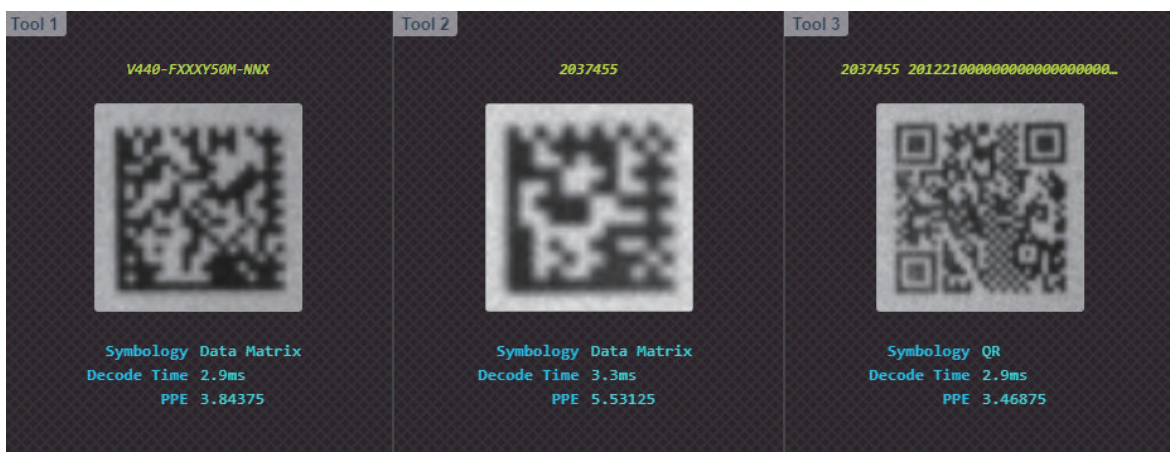 Tool 1
V440-FXXXY50M-NNX
Symbology Data Matrix
Decode Time 2.9ms
PPE 3.84375
Tool 2
2037455
Symbology Data Matrix
Decode Time 3.3ms
PPE 5.53125
Tool 3
2037455 2012210000000000000000000…
Symbology QR
Decode Time 2.9ms
PPE 3.46875